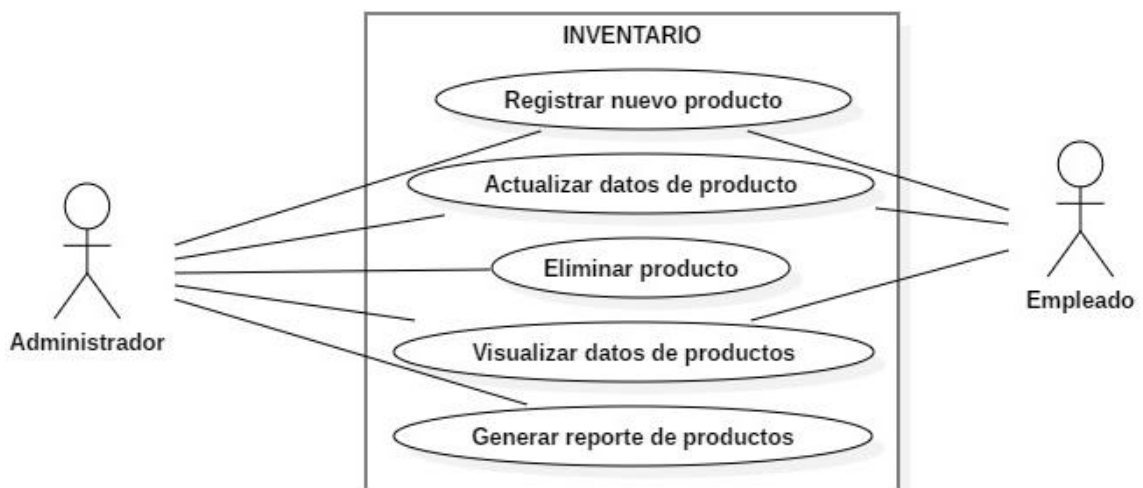 INVENTARIO
Registrar nuevo producto
Actualizar datos de producto
Eliminar producto
Visualizar datos de productos
Generar reporte de productos
Administrador
Empleado